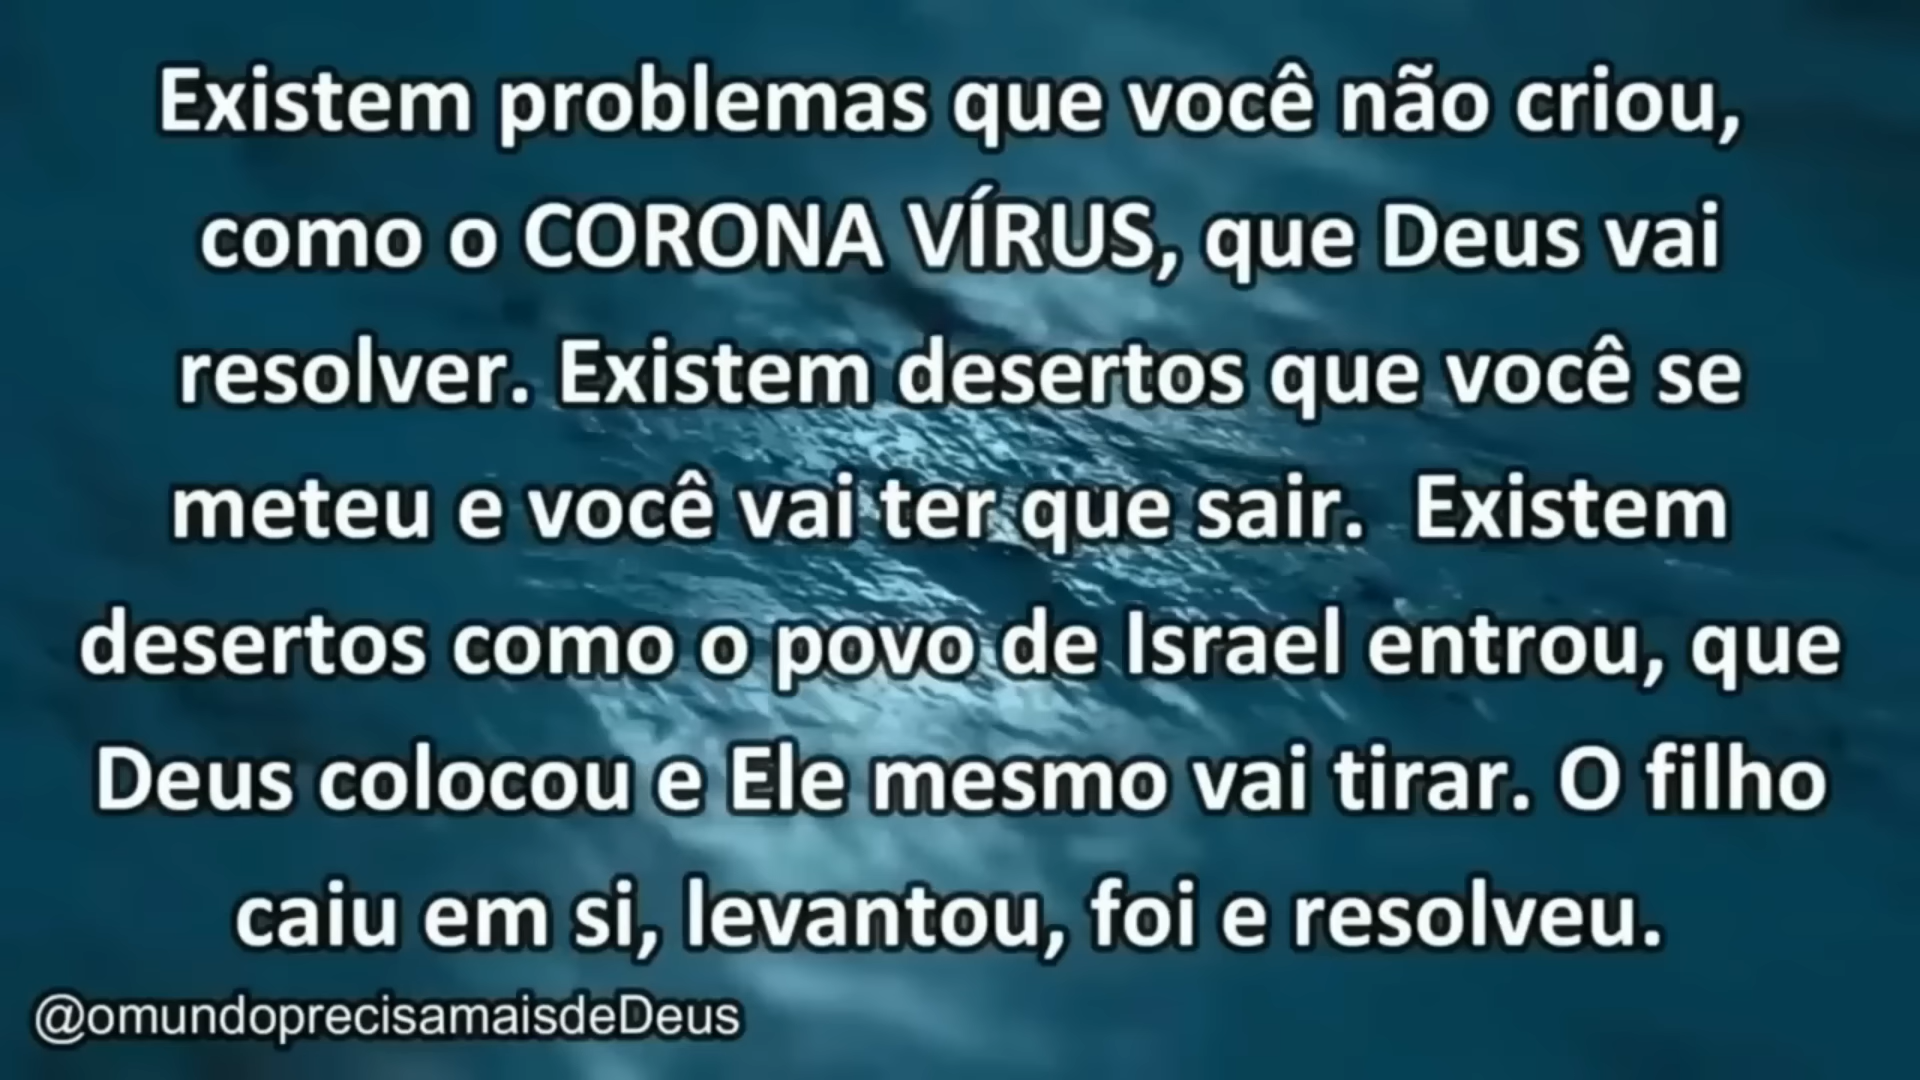 Existem problemas que você não criou,
como o CORONA VÍRUS, que Deus vai
resolver. Existem desertos que você se
meteu e você vai ter que sair.  Existem
desertos como o povo de Israel entrou, que
Deus colocou e Ele mesmo vai tirar. O filho
caiu em si, levantou, foi e resolveu.
@omundoprecisamaisdeDeus